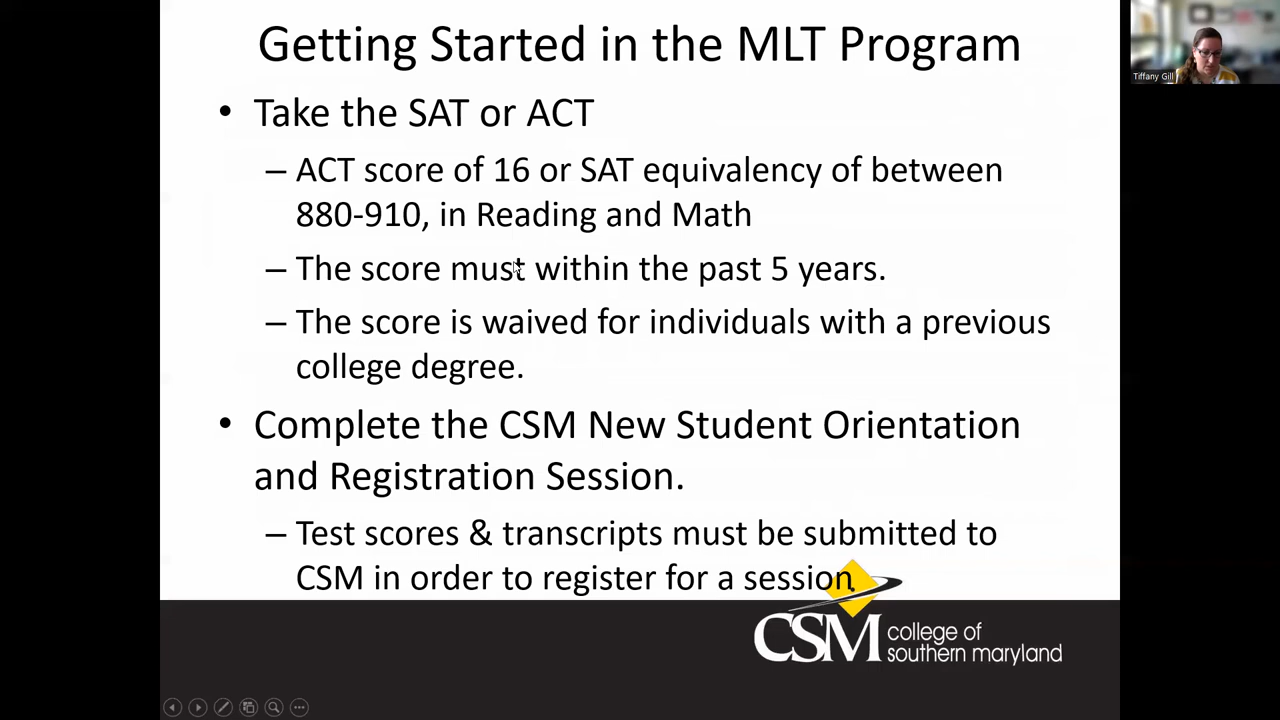 Getting Started in the MLT Program
Tiffany Gill
• Take the SAT or ACT
– ACT score of 16 or SAT equivalency of between
880-910, in Reading and Math
– The score must within the past 5 years.
– The score is waived for individuals with a previous
college degree.
• Complete the CSM New Student Orientation
and Registration Session.
– Test scores & transcripts must be submitted to
CSM in order to register for a session.
CSM college of
southern maryland